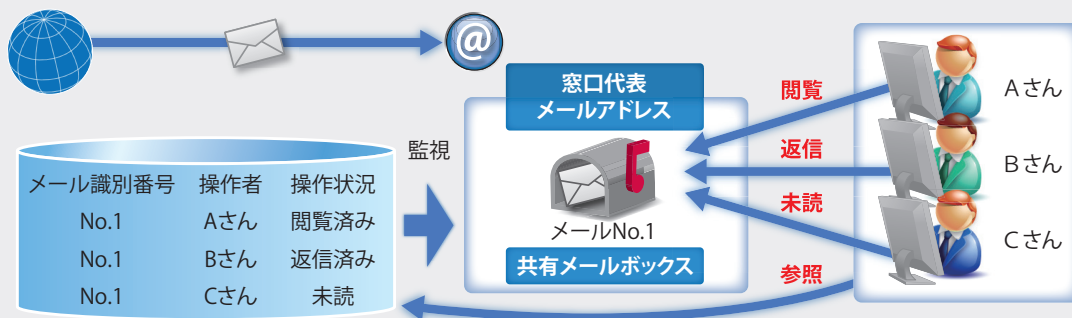 @
窓口代表
メールアドレス
メールNo.1
共有メールボックス
閲覧
返信
未読
参照
Aさん
Bさん
Cさん
監視
メール識別番号 操作者 操作状況
No.1 Aさん 閲覧済み
No.1 Bさん 返信済み
No.1 Cさん 未読